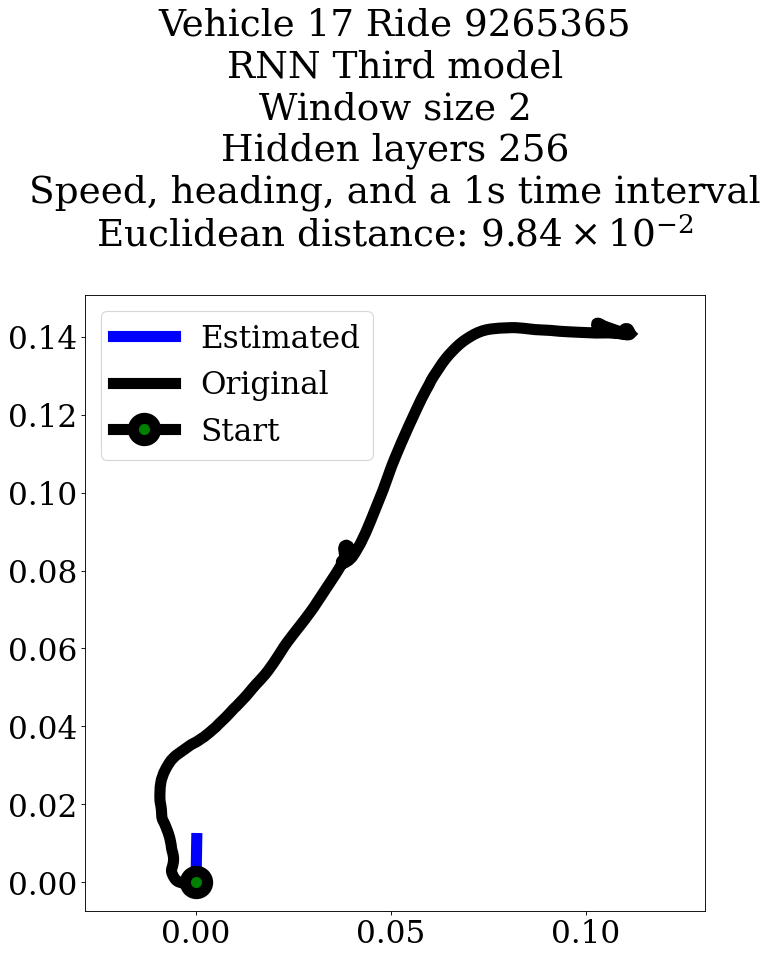 Vehicle 17 Ride 9265365
RNN Third model
Window size 2
Hidden layers 256
Speed, heading, and a 1s time interval
Euclidean distance: 9.84 × 10⁻²
Estimated
Original
Start
0.14
0.12
0.10
0.08
0.06
0.04
0.02
0.00
0.00 0.05 0.10